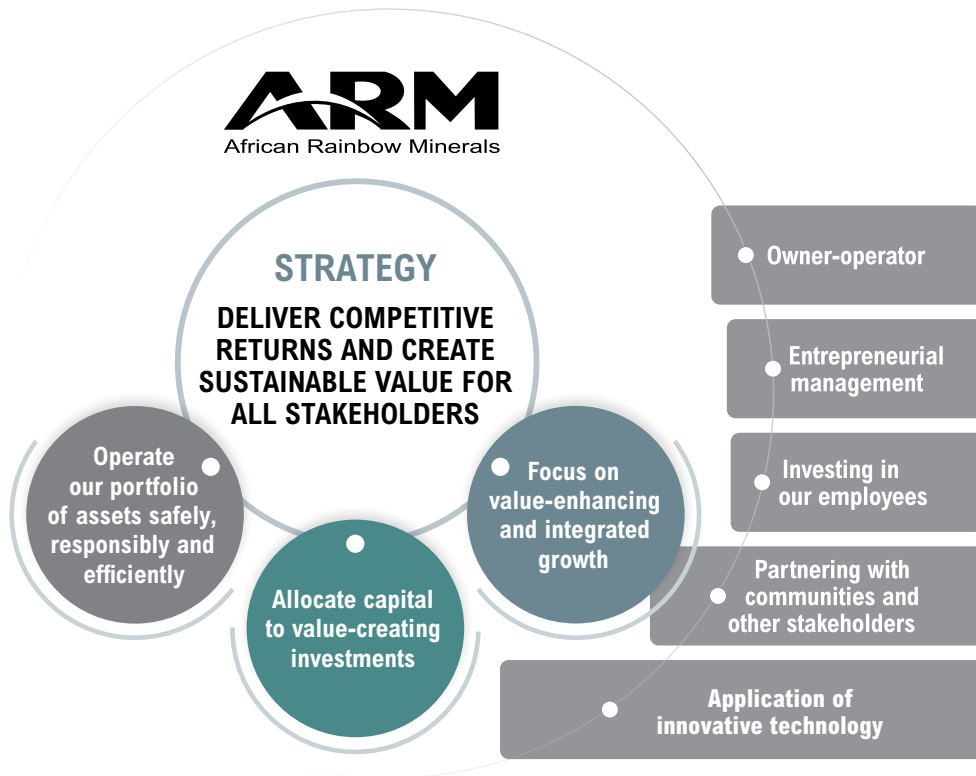 ARM
African Rainbow Minerals
STRATEGY
DELIVER COMPETITIVE
RETURNS AND CREATE
SUSTAINABLE VALUE FOR
ALL STAKEHOLDERS
Operate
our portfolio
of assets safely,
responsibly and
efficiently
Allocate capital
to value-creating
investments
Focus on
value-enhancing
and integrated
growth
Owner-operator
Entrepreneurial
management
Investing in
our employees
Partnering with
communities and
other stakeholders
Application of
innovative technology